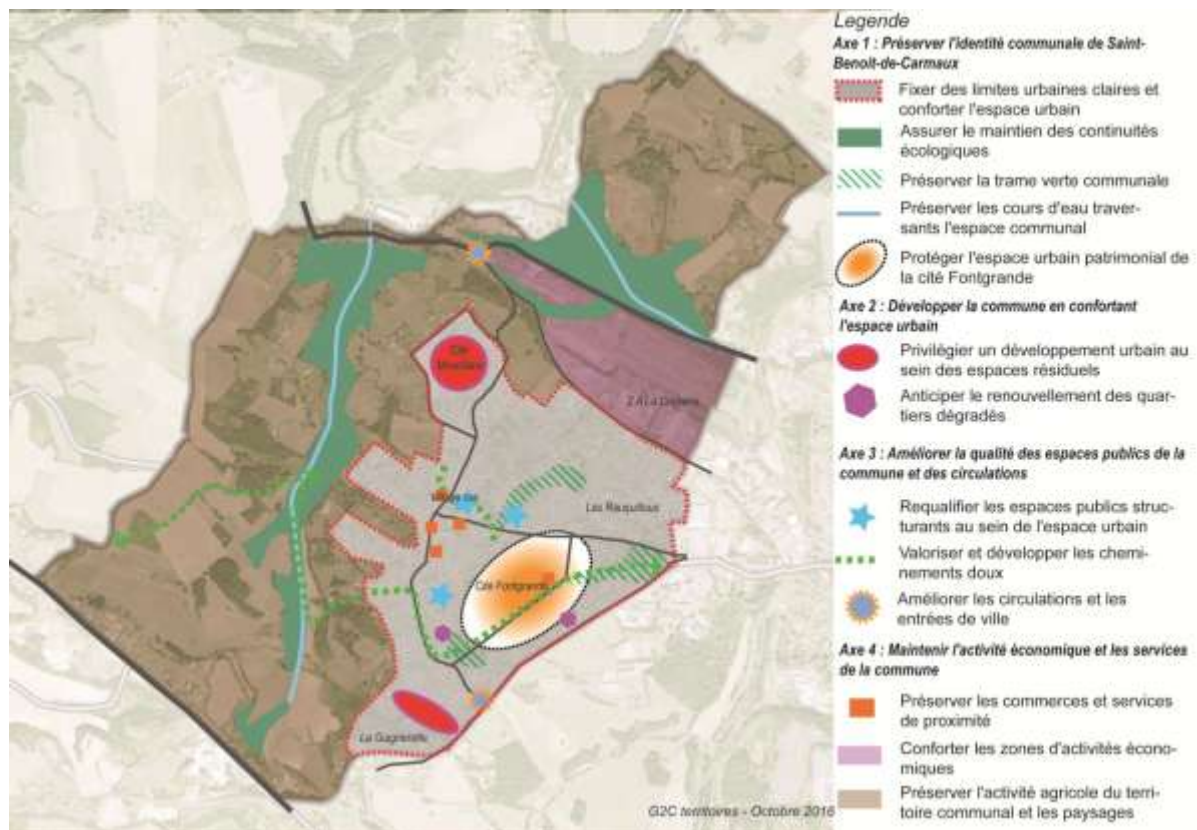 Legende
Axe 1 : Préserver l'identité communale de Saint-
Benoit-de-Carmaux
Fixer des limites urbaines claires et
conforter l'espace urbain
Assurer le maintien des continuités
écologiques
Préserver la trame verte communale
Préserver les cours d'eau traver-
sants l'espace communal
Protéger l'espace urbain patrimonial de
la cité Fontgrande
Axe 2 : Développer la commune en confortant
l'espace urbain
Privilégier un développement urbain au
sein des espaces résiduels
Anticiper le renouvellement des quar-
tiers dégradés
Axe 3 : Améliorer la qualité des espaces publics de la
commune et des circulations
Requalifier les espaces publics struc-
turants au sein de l'espace urbain
Valoriser et développer les chemi-
nements doux
Améliorer les circulations et les
entrées de ville
Axe 4 : Maintenir l'activité économique et les services
de la commune
Préserver les commerces et services
de proximité
Conforter les zones d'activités écono-
miques
Préserver l'activité agricole du terri-
toire communal et les paysages
Cité
Z.A La
Les
Cité Fontgrande
La
G2C territoires - Octobre 2016